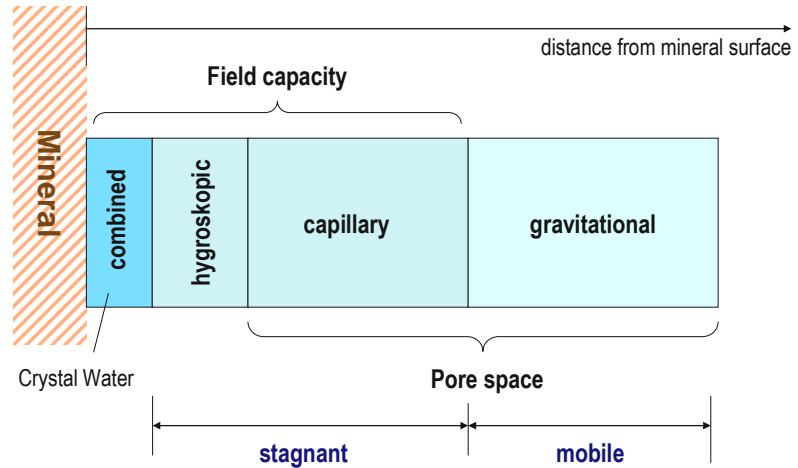 distance from mineral surface
Field capacity
Mineral
combined
hygroskopic
capillary
gravitational
Crystal Water
Pore space
stagnant
mobile